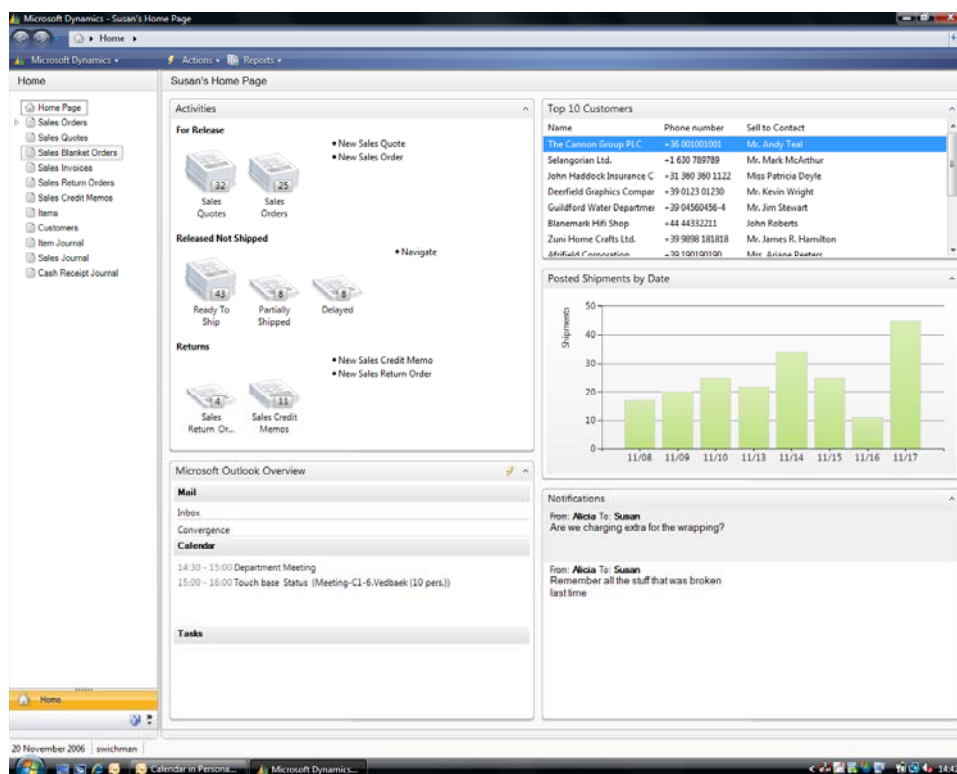 Microsoft Dynamics - Susan's Home Page
Home
Microsoft Dynamics
Actions
Reports
Home
Susan's Home Page
Home Page
Sales Orders
Sales Quotes
Sales Blanket Orders
Sales Invoices
Sales Return Orders
Sales Credit Memos
Items
Customers
Item Journal
Sales Journal
Cash Receipt Journal
Activities
For Release
New Sales Quote
New Sales Order
32
25
Sales Quotes
Sales Orders
Released Not Shipped
Navigate
43
8
8
Ready To Ship
Partially Shipped
Delayed
Returns
New Sales Credit Memo
New Sales Return Order
4
11
Sales Return Or...
Sales Credit Memos
Microsoft Outlook Overview
Mail
Inbox
Convergence
Calendar
14:30 - 15:00 Department Meeting
15:00 - 16:00 Touch base Status (Meeting-C1-6.Vedbaek (10 pers.))
Tasks
Top 10 Customers
Name Phone number Sell to Contact
The Cannon Group PLC +36 001001001 Mr. Andy Teal
Selangorian Ltd. +1 630 789789 Mr. Mark McArthur
John Haddock Insurance C +31 360 360 1122 Miss Patricia Doyle
Deerfield Graphics Compar +39 0123 01230 Mr. Kevin Wright
Guildford Water Departmer +39 04560456-4 Mr. Jim Stewart
Blanemark Hifi Shop +44 44332211 John Roberts
Zuni Home Crafts Ltd. +39 9898 181818 Mr. James R. Hamilton
Afrifield Corporation +39 190190190 Mrs. Ariane Peeters
Posted Shipments by Date
Shipments
50
40
30
20
10
0
11/08 11/09 11/10 11/13 11/14 11/15 11/16 11/17
Notifications
From: Alicia To: Susan
Are we charging extra for the wrapping?
From: Alicia To: Susan
Remember all the stuff that was broken
last time
Home
20 November 2006 swichman
Calendar in Persona...
Microsoft Dynamics...